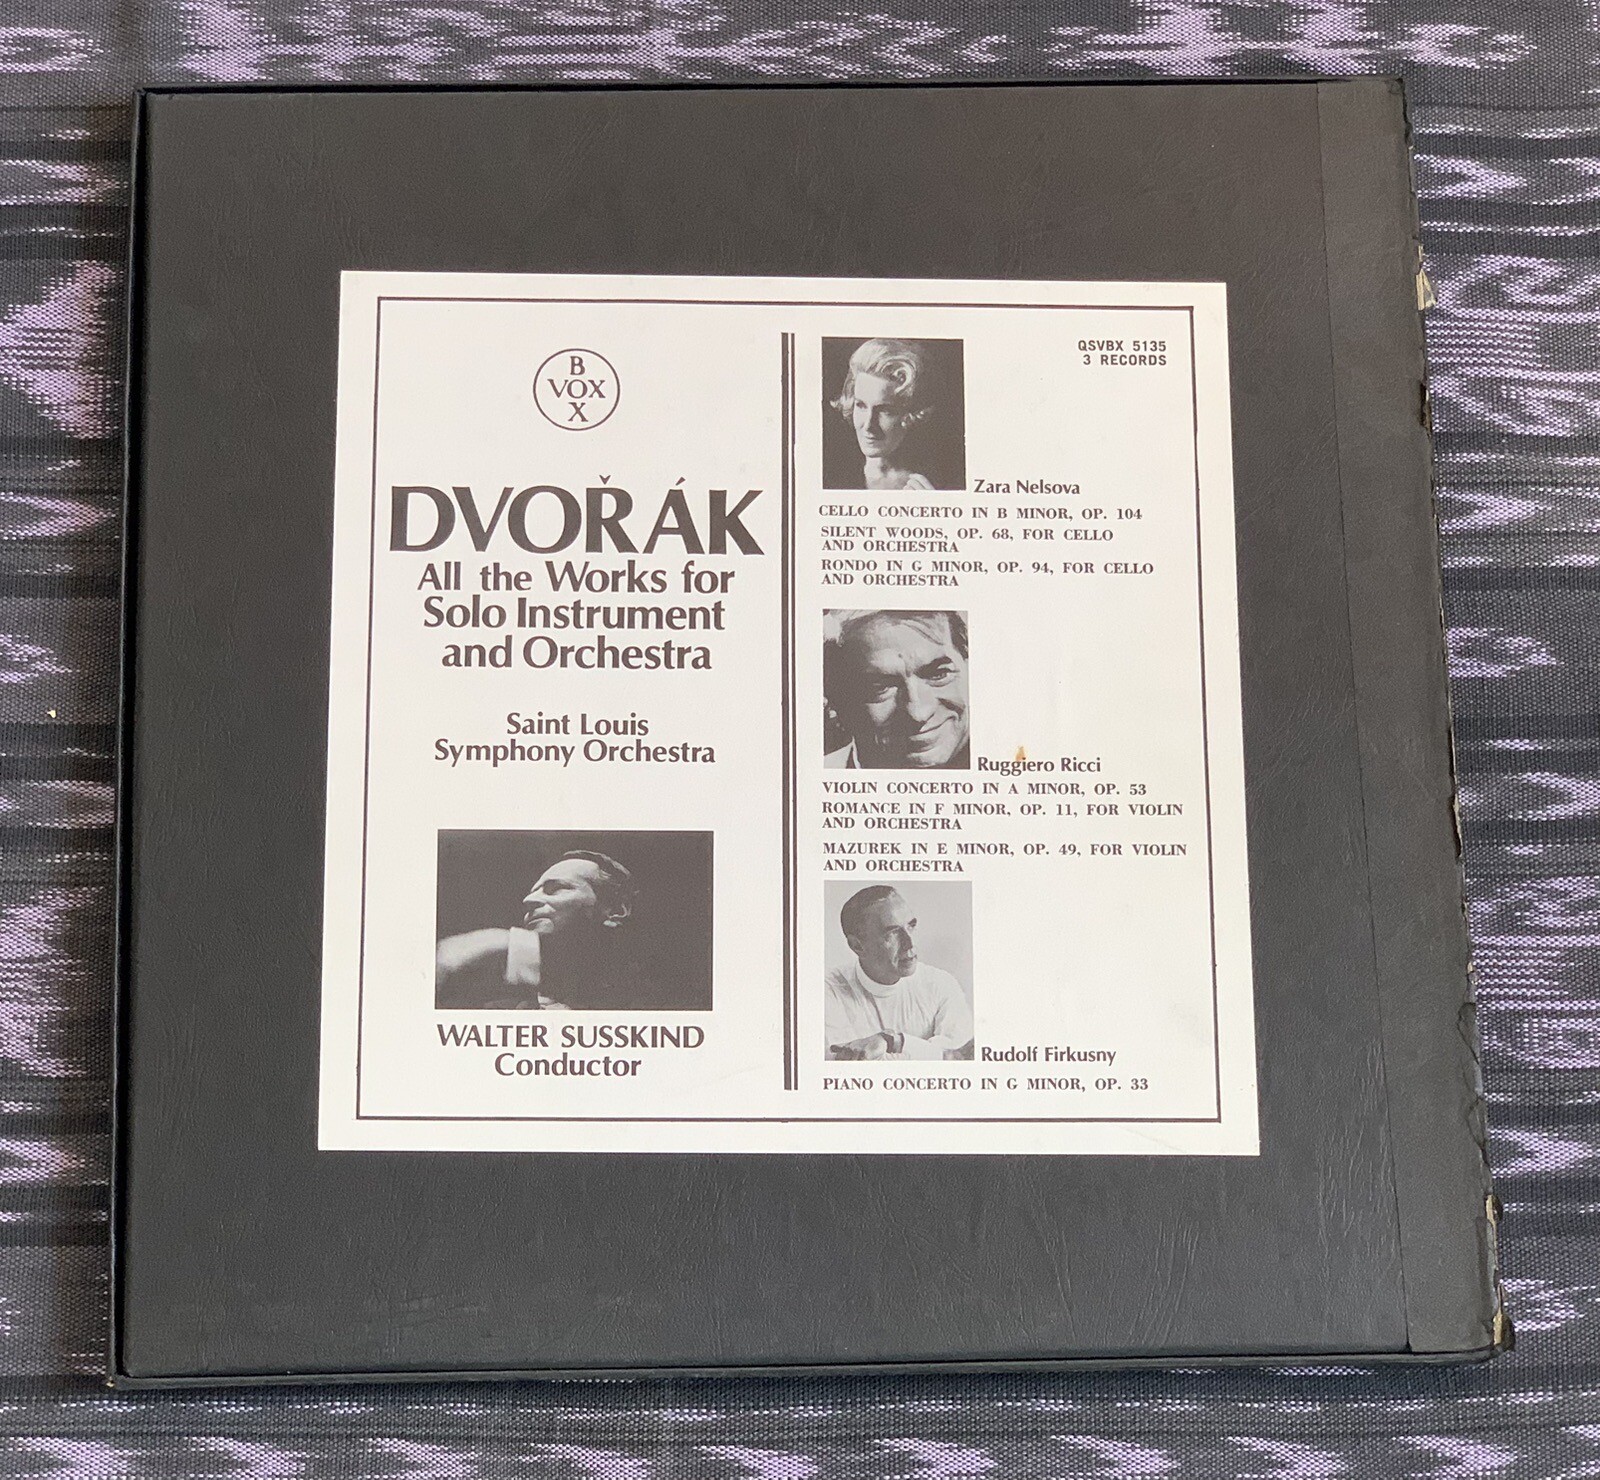 B
VOX
X
DVOŘÁK
All the Works for
Solo Instrument
and Orchestra
Saint Louis
Symphony Orchestra
WALTER SUSSKIND
Conductor
QSVBX 5135
3 RECORDS
Zara Nelsova
CELLO CONCERTO IN B MINOR, OP. 104
SILENT WOODS, OP. 68, FOR CELLO
AND ORCHESTRA
RONDO IN G MINOR, OP. 94, FOR CELLO
AND ORCHESTRA
Ruggiero Ricci
VIOLIN CONCERTO IN A MINOR, OP. 53
ROMANCE IN F MINOR, OP. 11, FOR VIOLIN
AND ORCHESTRA
MAZUREK IN E MINOR, OP. 49, FOR VIOLIN
AND ORCHESTRA
Rudolf Firkusny
PIANO CONCERTO IN G MINOR, OP. 33